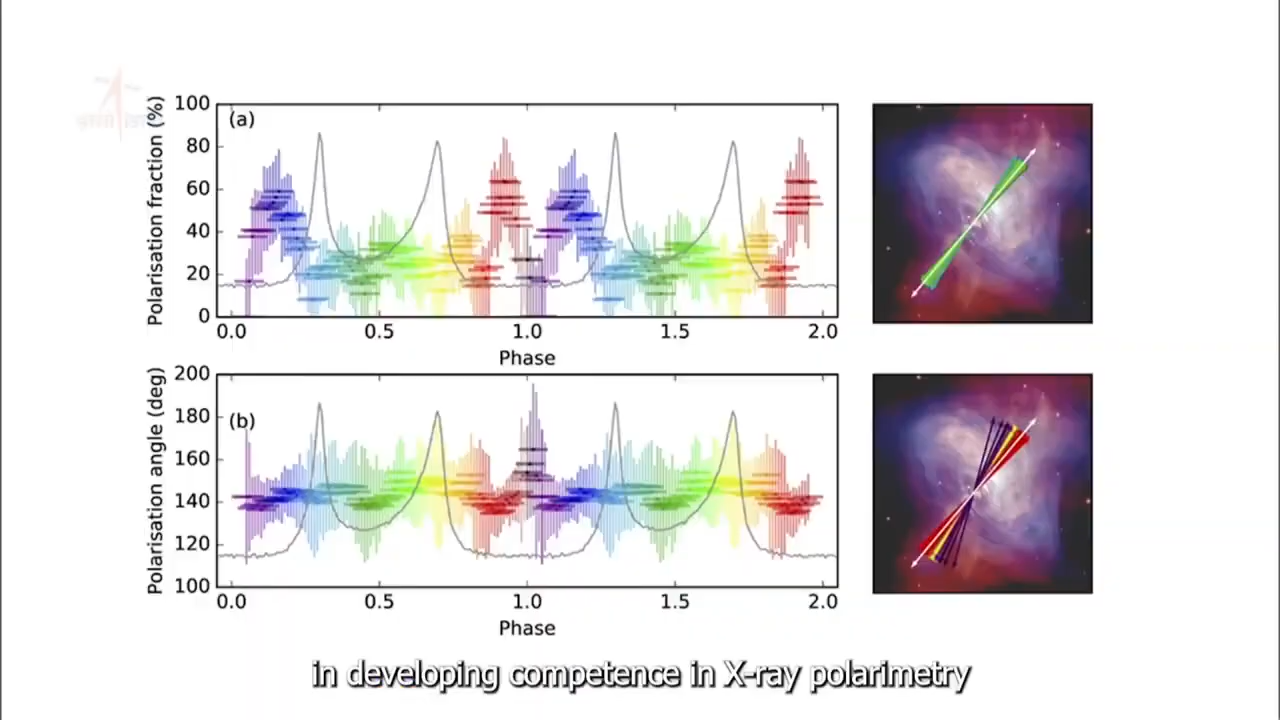 100
80
60
40
20
0
Polarisation fraction (%)
(a)
0.0 0.5 1.0 1.5 2.0
Phase
200
180
160
140
120
100
Polarisation angle (deg)
(b)
0.0 0.5 1.0 1.5 2.0
Phase
in developing competence in X-ray polarimetry